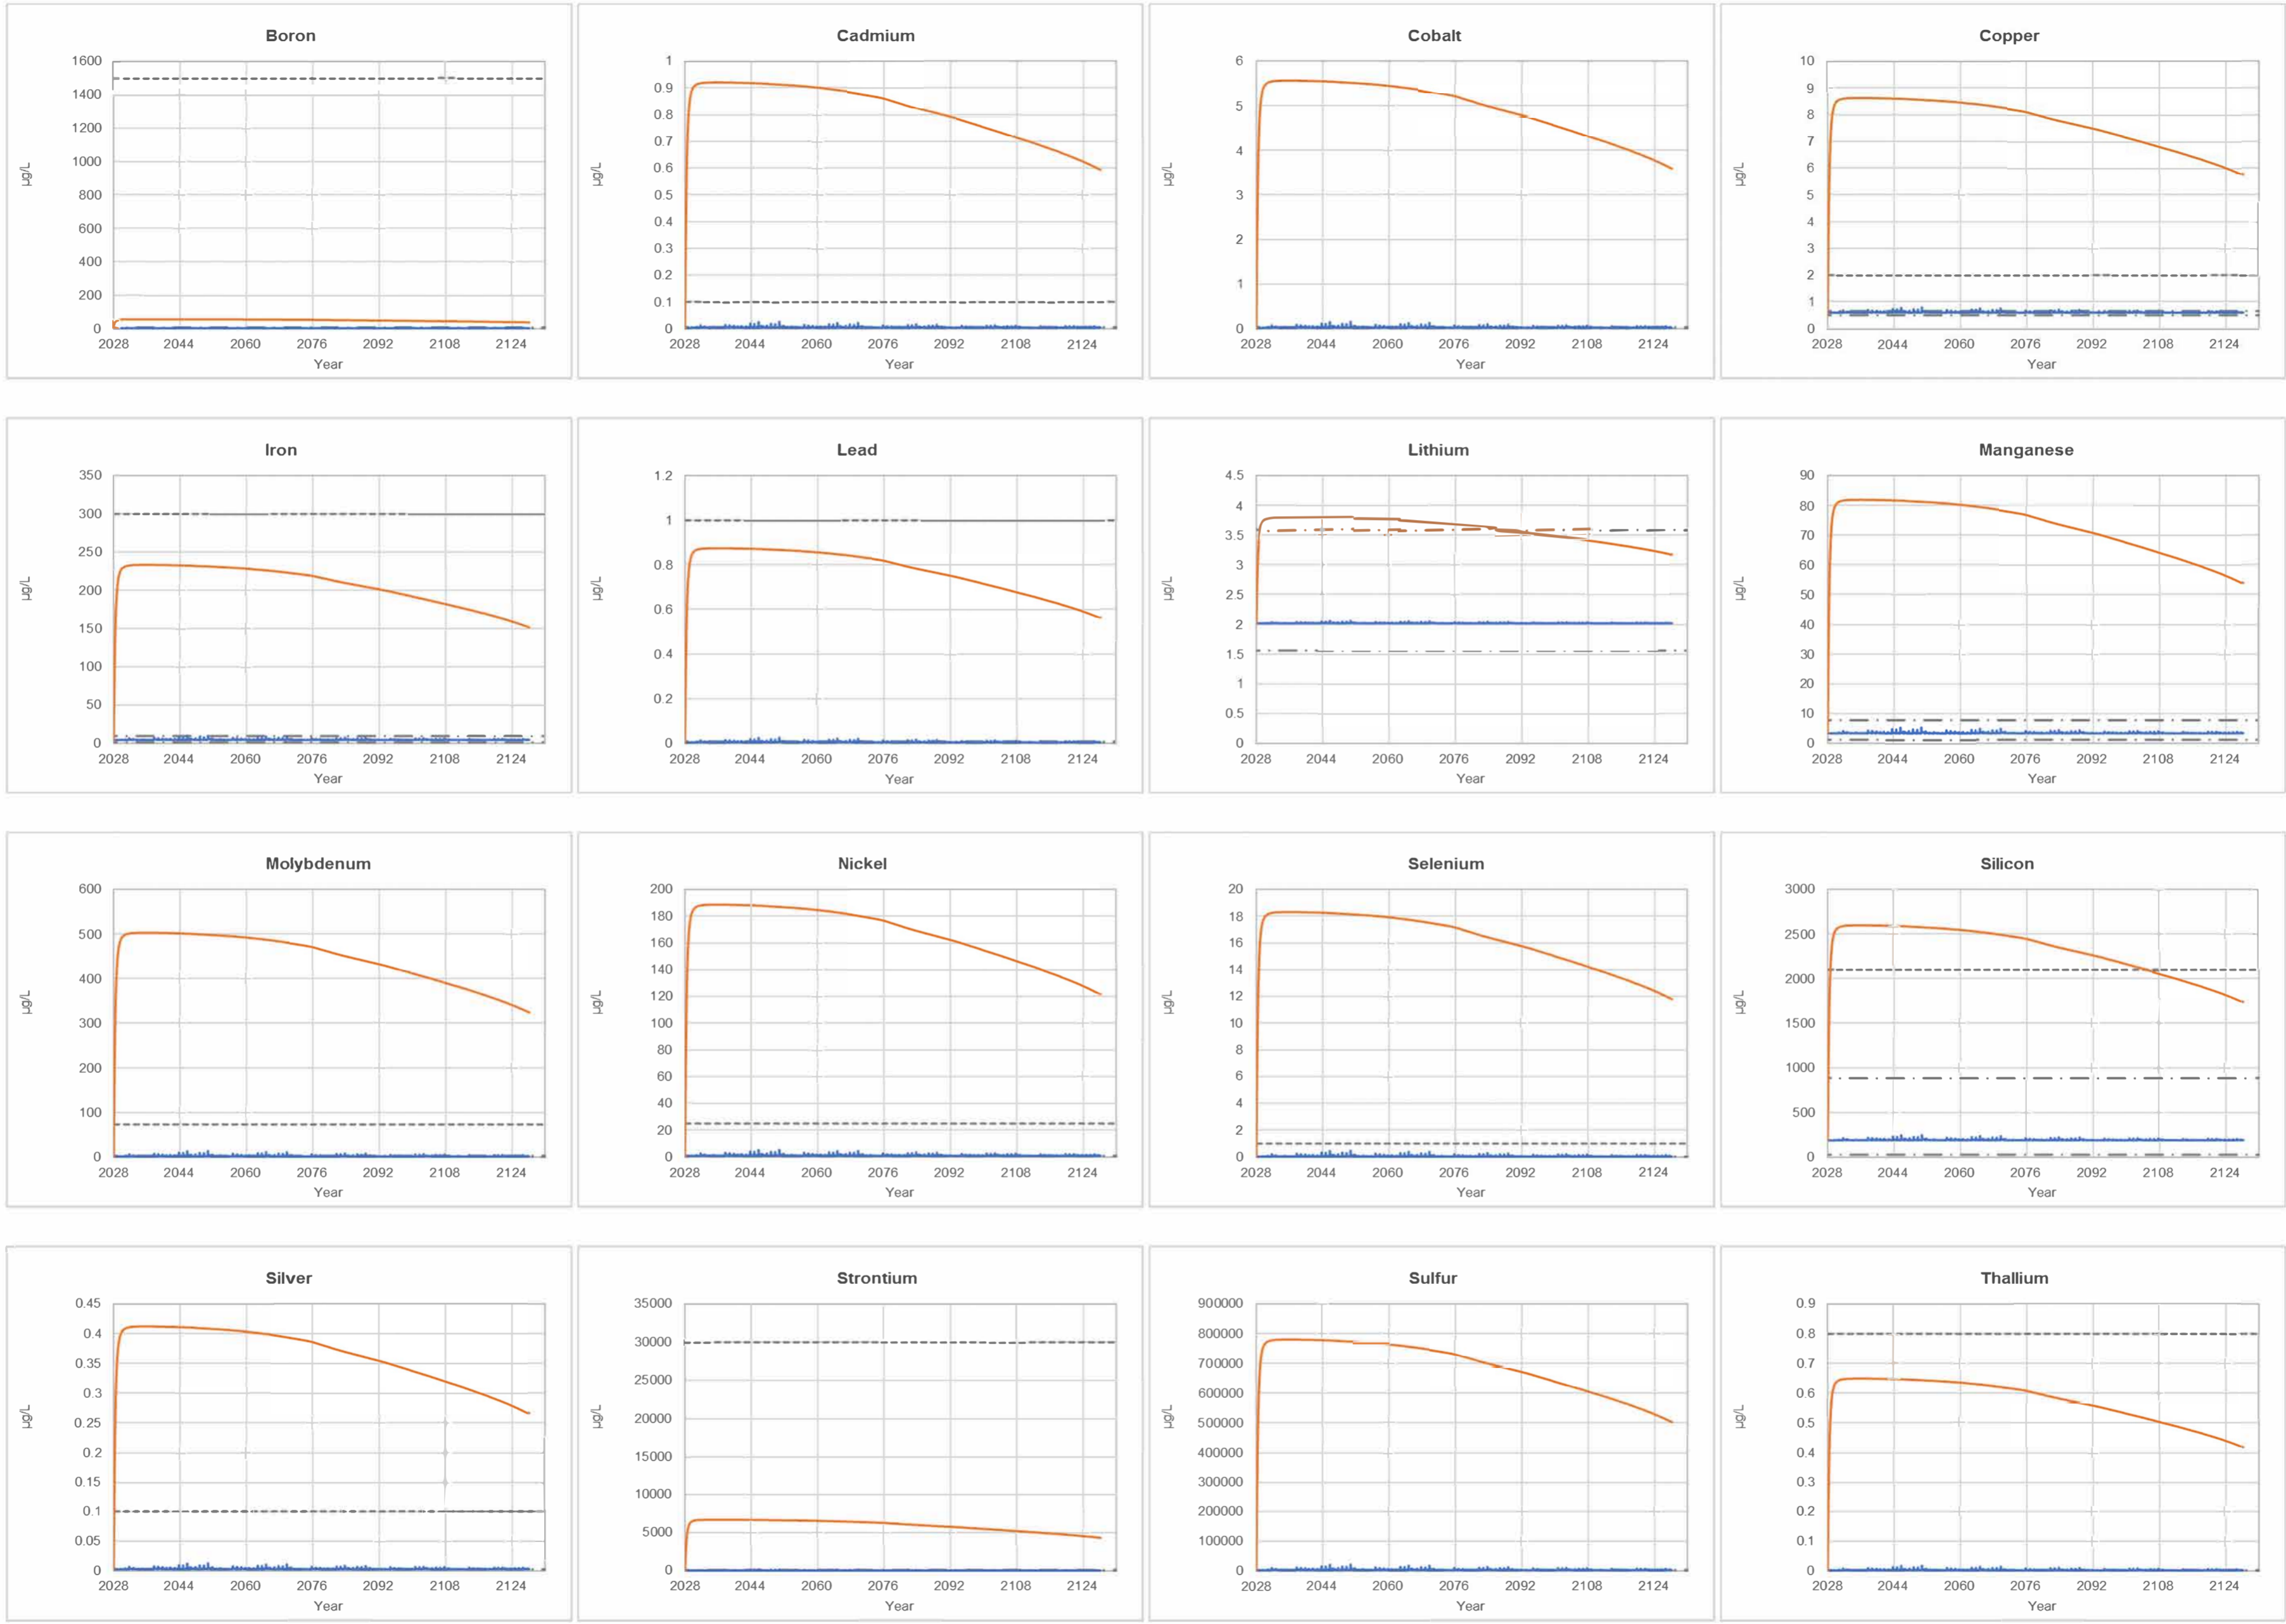 Boron
1600
1400
1200
1000
800
600
400
200
0
µg/L
2028 2044 2060 2076 2092 2108 2124
Year
Cadmium
1
0.9
0.8
0.7
0.6
0.5
0.4
0.3
0.2
0.1
0
µg/L
2028 2044 2060 2076 2092 2108 2124
Year
Cobalt
6
5
4
3
2
1
0
µg/L
2028 2044 2060 2076 2092 2108 2124
Year
Copper
10
9
8
7
6
5
4
3
2
1
0
µg/L
2028 2044 2060 2076 2092 2108 2124
Year
Iron
350
300
250
200
150
100
50
0
µg/L
2028 2044 2060 2076 2092 2108 2124
Year
Lead
1.2
1
0.8
0.6
0.4
0.2
0
µg/L
2028 2044 2060 2076 2092 2108 2124
Year
Lithium
4.5
4
3.5
3
2.5
2
1.5
1
0.5
0
µg/L
2028 2044 2060 2076 2092 2108 2124
Year
Manganese
90
80
70
60
50
40
30
20
10
0
µg/L
2028 2044 2060 2076 2092 2108 2124
Year
Molybdenum
600
500
400
300
200
100
0
µg/L
2028 2044 2060 2076 2092 2108 2124
Year
Nickel
200
180
160
140
120
100
80
60
40
20
0
µg/L
2028 2044 2060 2076 2092 2108 2124
Year
Selenium
20
18
16
14
12
10
8
6
4
2
0
µg/L
2028 2044 2060 2076 2092 2108 2124
Year
Silicon
3000
2500
2000
1500
1000
500
0
µg/L
2028 2044 2060 2076 2092 2108 2124
Year
Silver
0.45
0.4
0.35
0.3
0.25
0.2
0.15
0.1
0.05
0
µg/L
2028 2044 2060 2076 2092 2108 2124
Year
Strontium
35000
30000
25000
20000
15000
10000
5000
0
µg/L
2028 2044 2060 2076 2092 2108 2124
Year
Sulfur
900000
800000
700000
600000
500000
400000
300000
200000
100000
0
µg/L
2028 2044 2060 2076 2092 2108 2124
Year
Thallium
0.9
0.8
0.7
0.6
0.5
0.4
0.3
0.2
0.1
0
µg/L
2028 2044 2060 2076 2092 2108 2124
Year